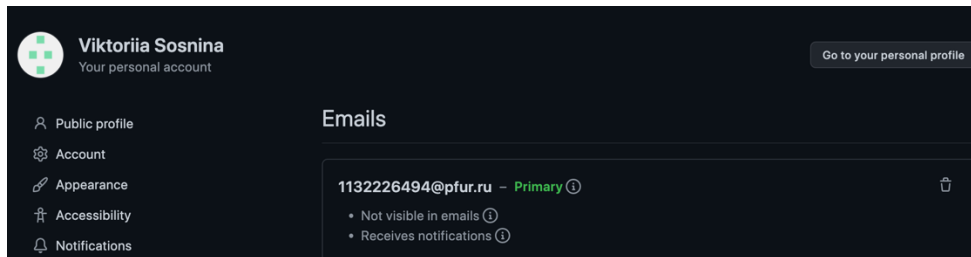 Viktoriia Sosnina
Your personal account
Go to your personal profile
Public profile
Account
Appearance
Accessibility
Notifications
Emails
1132226494@pfur.ru – Primary
• Not visible in emails
• Receives notifications